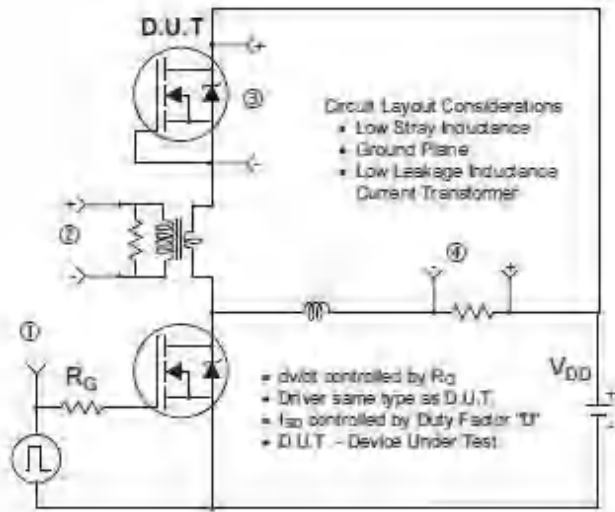 D.U.T
+
③
-
Circuit Layout Considerations
• Low Stray Inductance
• Ground Plane
• Low Leakage Inductance
Current Transformer
+
②
-
④
-
+
①
RG
VDD
+
-
• dv/dt controlled by RG
• Driver same type as D.U.T.
• ISD controlled by Duty Factor "D"
• D.U.T. - Device Under Test